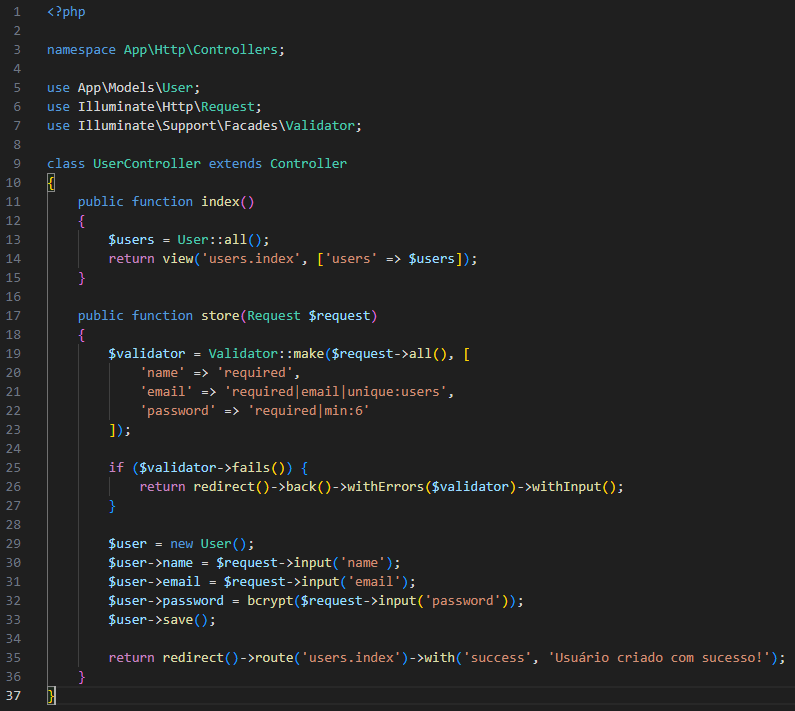 1 <?php
2
3 namespace App\Http\Controllers;
4
5 use App\Models\User;
6 use Illuminate\Http\Request;
7 use Illuminate\Support\Facades\Validator;
8
9 class UserController extends Controller
10 {
11     public function index()
12     {
13         $users = User::all();
14         return view('users.index', ['users' => $users]);
15     }
16
17     public function store(Request $request)
18     {
19         $validator = Validator::make($request->all(), [
20             'name' => 'required',
21             'email' => 'required|email|unique:users',
22             'password' => 'required|min:6'
23         ]);
24
25         if ($validator->fails()) {
26             return redirect()->back()->withErrors($validator)->withInput();
27         }
28
29         $user = new User();
30         $user->name = $request->input('name');
31         $user->email = $request->input('email');
32         $user->password = bcrypt($request->input('password'));
33         $user->save();
34
35         return redirect()->route('users.index')->with('success', 'Usuário criado com sucesso!');
36     }
37 }